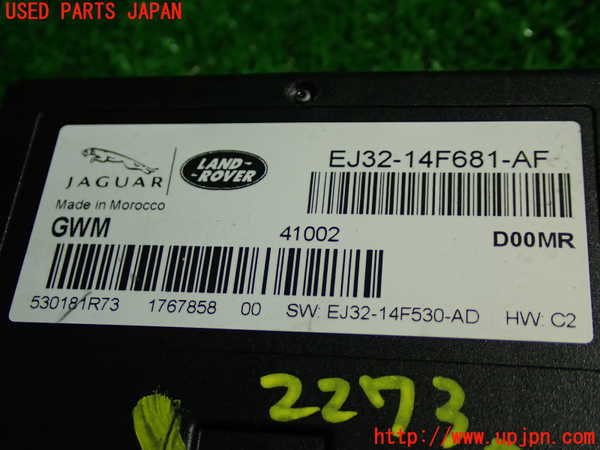 USED PARTS JAPAN
JAGUAR
LAND-ROVER
EJ32-14F681-AF
Made in Morocco
GWM
41002
D00MR
530181R73 1767858 00 SW: EJ32-14F530-AD HW: C2
2273
http://www.upjpn.com/